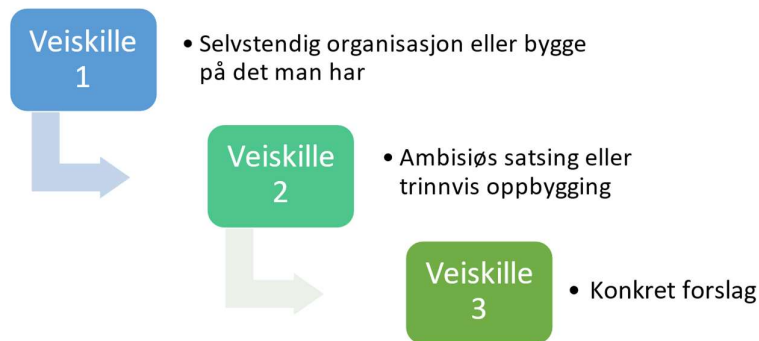 Veiskille
1
• Selvstendig organisasjon eller bygge
på det man har
Veiskille
2
• Ambisiøs satsing eller
trinnvis oppbygging
Veiskille
3
• Konkret forslag